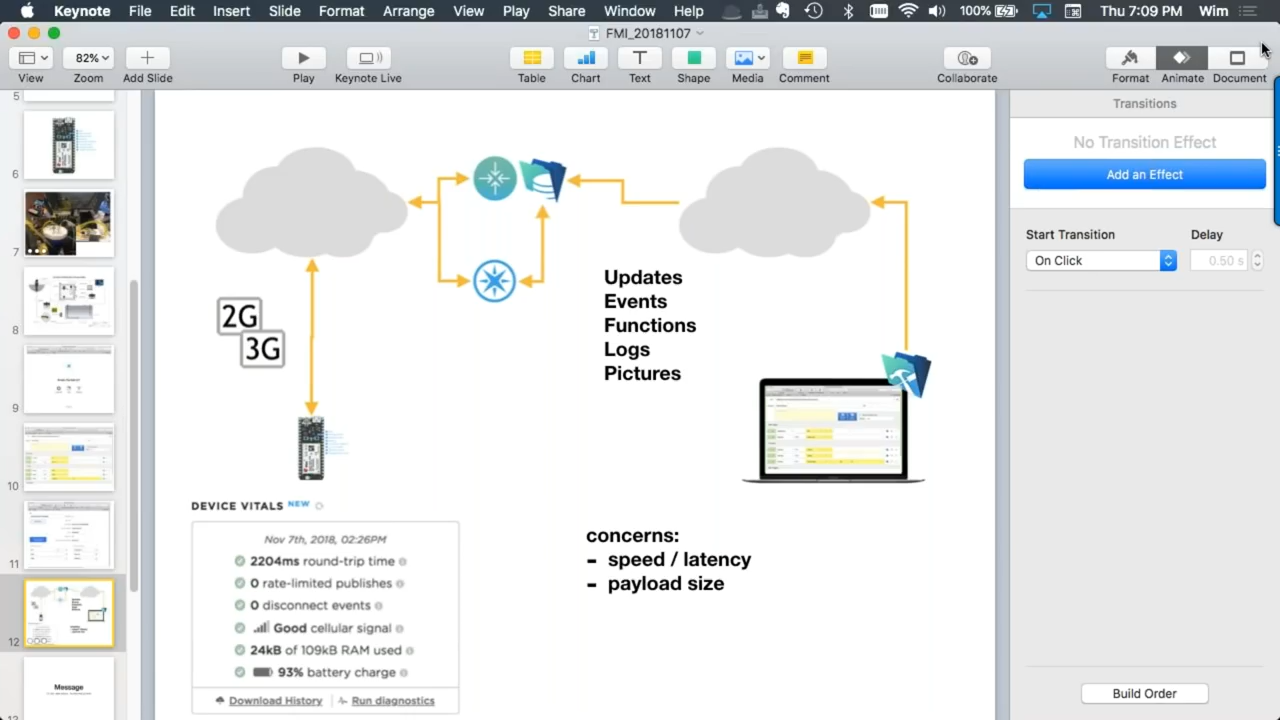 Keynote File Edit Insert Slide Format Arrange View Play Share Window Help 100% Thu 7:09 PM Wim
FMI_20181107
82%
View Zoom Add Slide Play Keynote Live Table Chart Text Shape Media Comment Collaborate Format Animate Document
5
6
7
8
9
10
11
12
Message
Transitions
No Transition Effect
Add an Effect
Start Transition Delay
On Click 0.50 s
Build Order
2G
3G
Updates
Events
Functions
Logs
Pictures
DEVICE VITALS NEW
Nov 7th, 2018, 02:26PM
2204ms round-trip time
0 rate-limited publishes
0 disconnect events
Good cellular signal
24kB of 109kB RAM used
93% battery charge
Download History Run diagnostics
concerns:
- speed / latency
- payload size